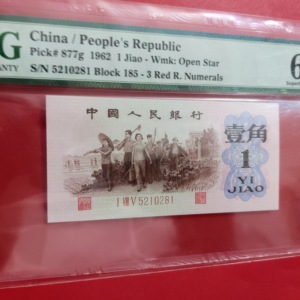 G
ANTY
China / People's Republic
Pick# 877g 1962 1 Jiao - Wmk: Open Star
S/N 5210281 Block 185 - 3 Red R. Numerals
6
中國人民銀行
壹角
1
YI
JIAO
V 5210281